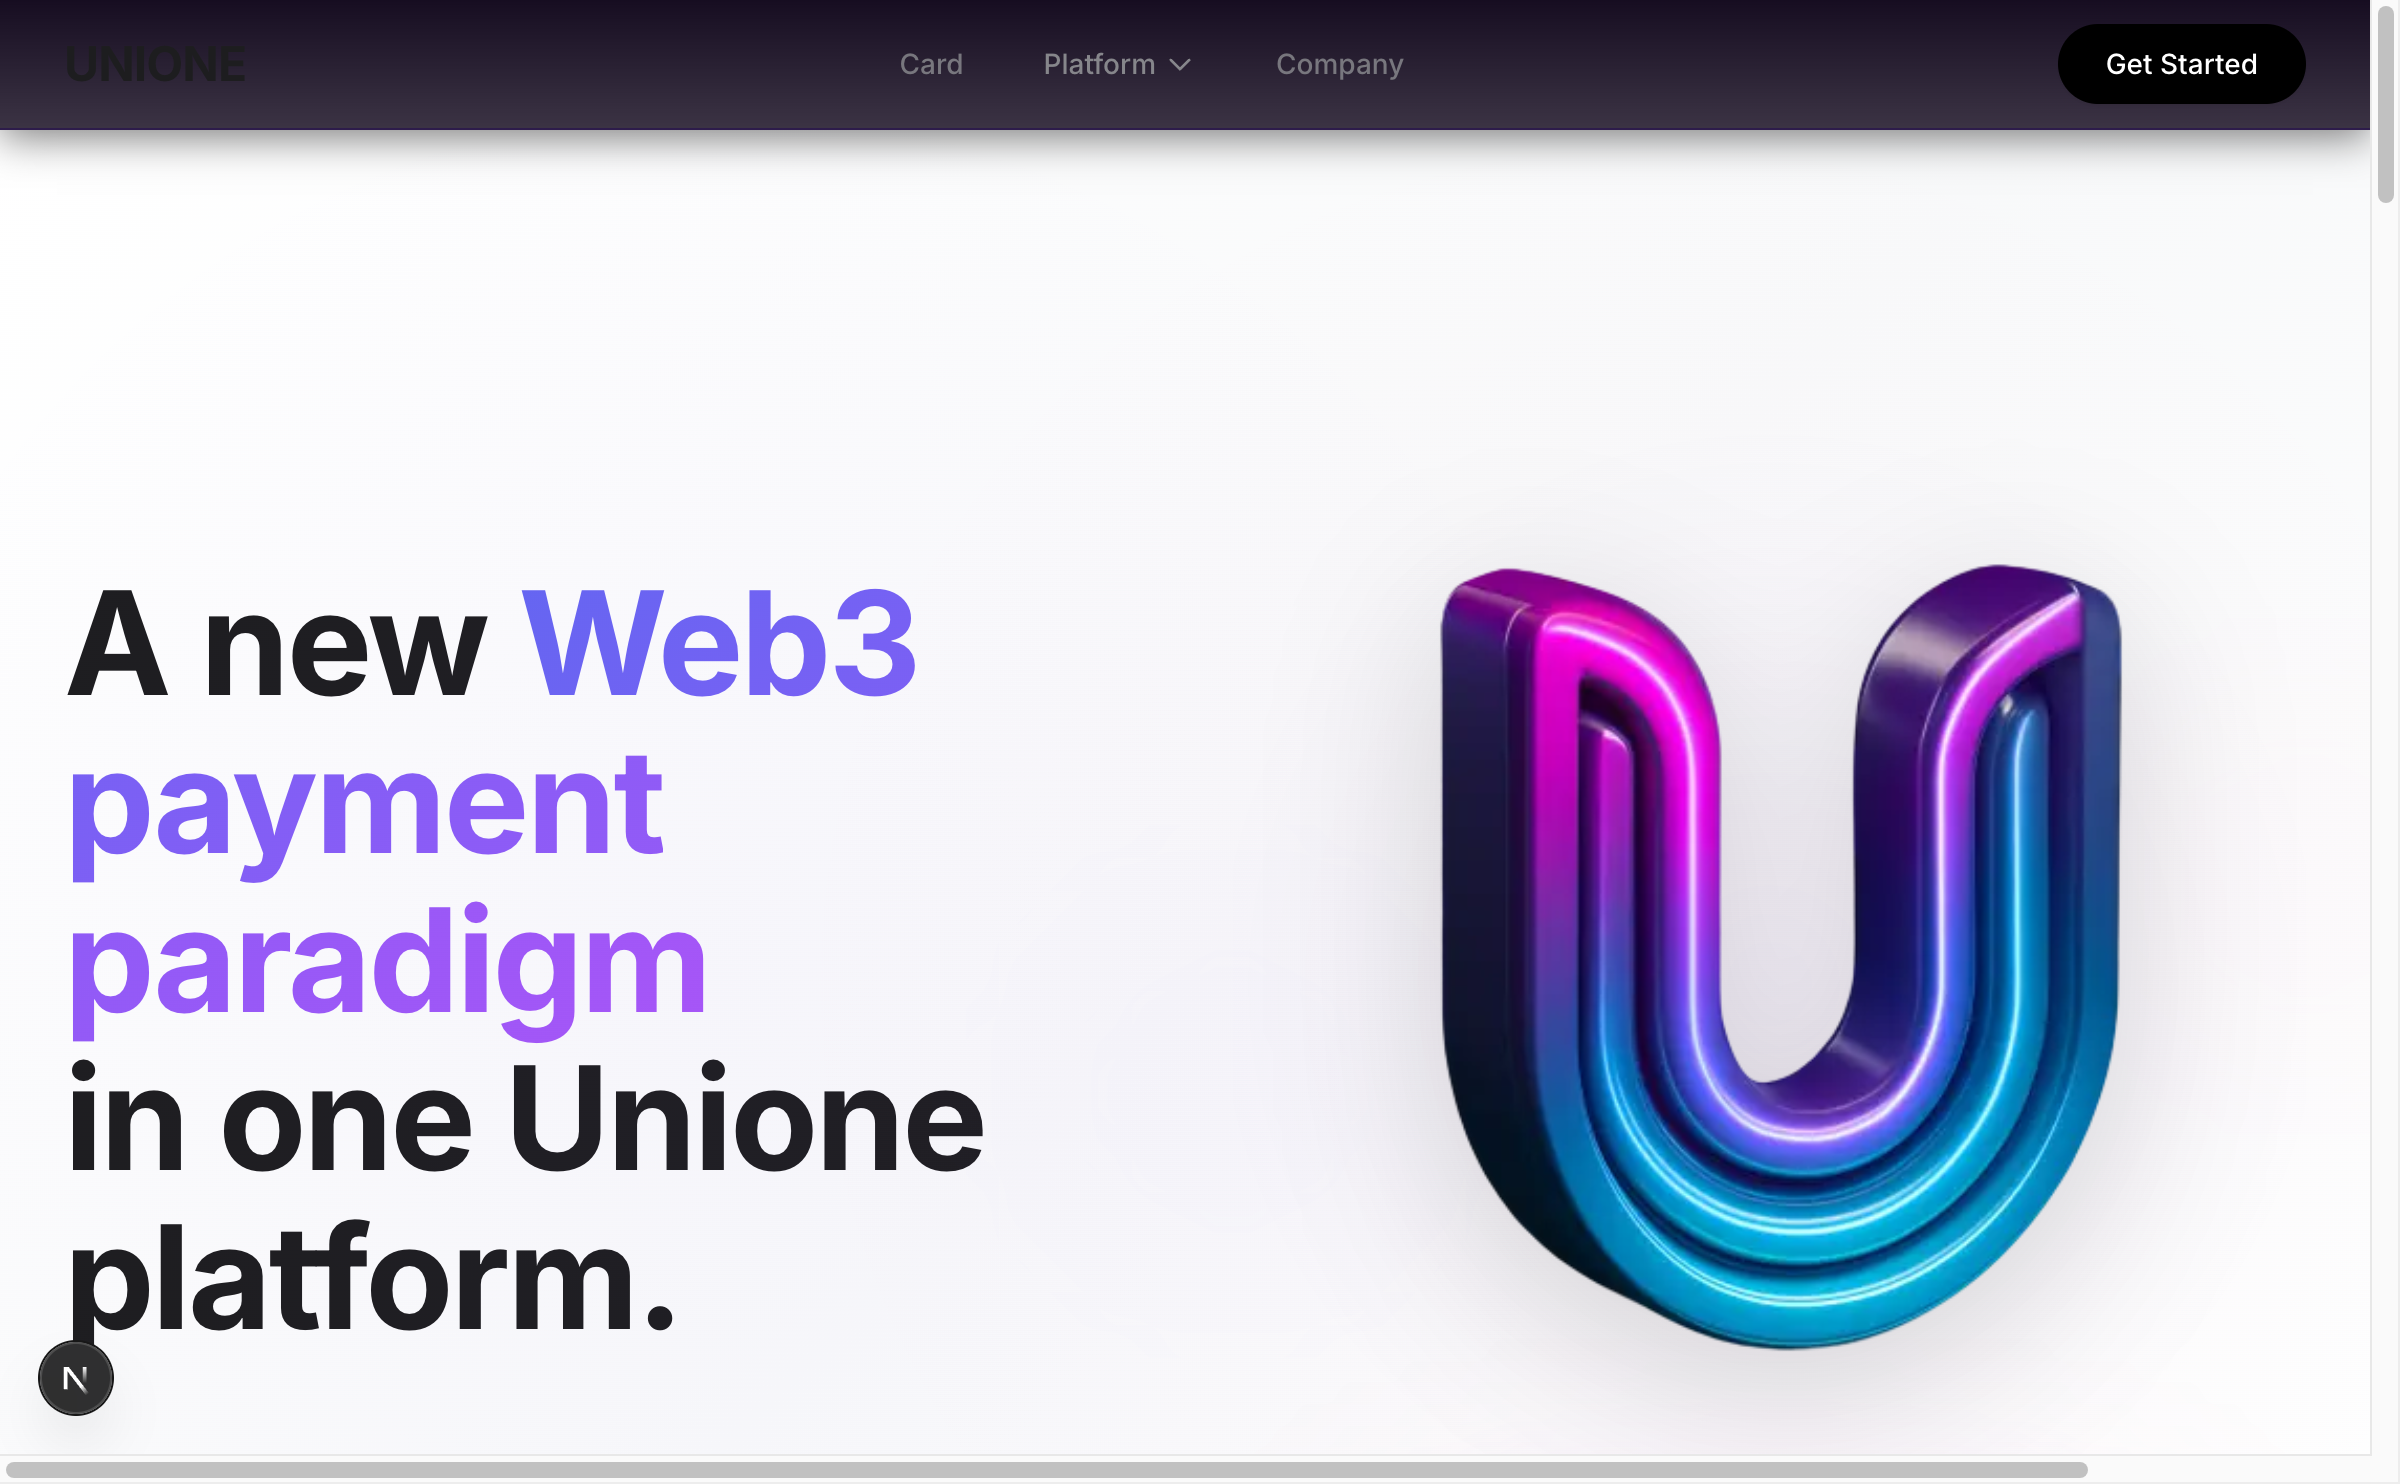 UNIONE
Card
Platform
Company
Get Started
A new Web3
payment
paradigm
in one Unione
platform.
N